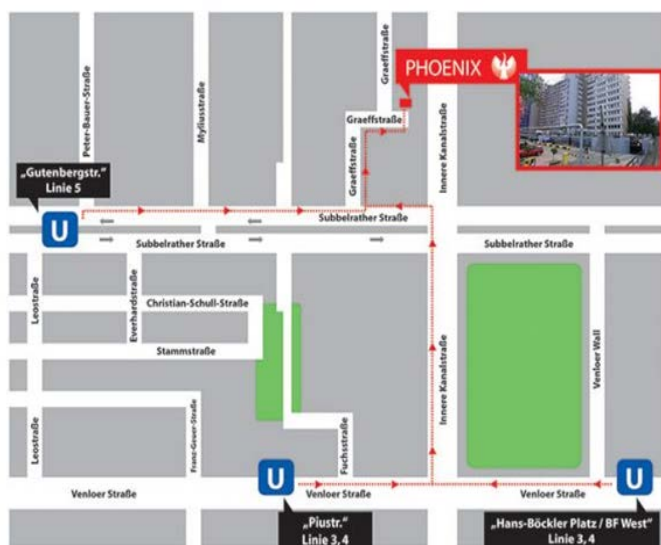 PHOENIX
Graeffstraße
Peter-Bauer-Straße
Myliusstraße
Graeffstraße
Graeffstraße
Innere Kanalstraße
„Gutenbergstr.“
Linie 5
U
Subbelrather Straße
Subbelrather Straße
Subbelrather Straße
Leostraße
Everhardstraße
Christian-Schull-Straße
Stammstraße
Innere Kanalstraße
Venloer Wall
Leostraße
Franz-Geuer-Straße
Fuchsstraße
U
U
Venloer Straße
Venloer Straße
Venloer Straße
„Piustr.“
Linie 3, 4
„Hans-Böckler Platz / BF West“
Linie 3, 4